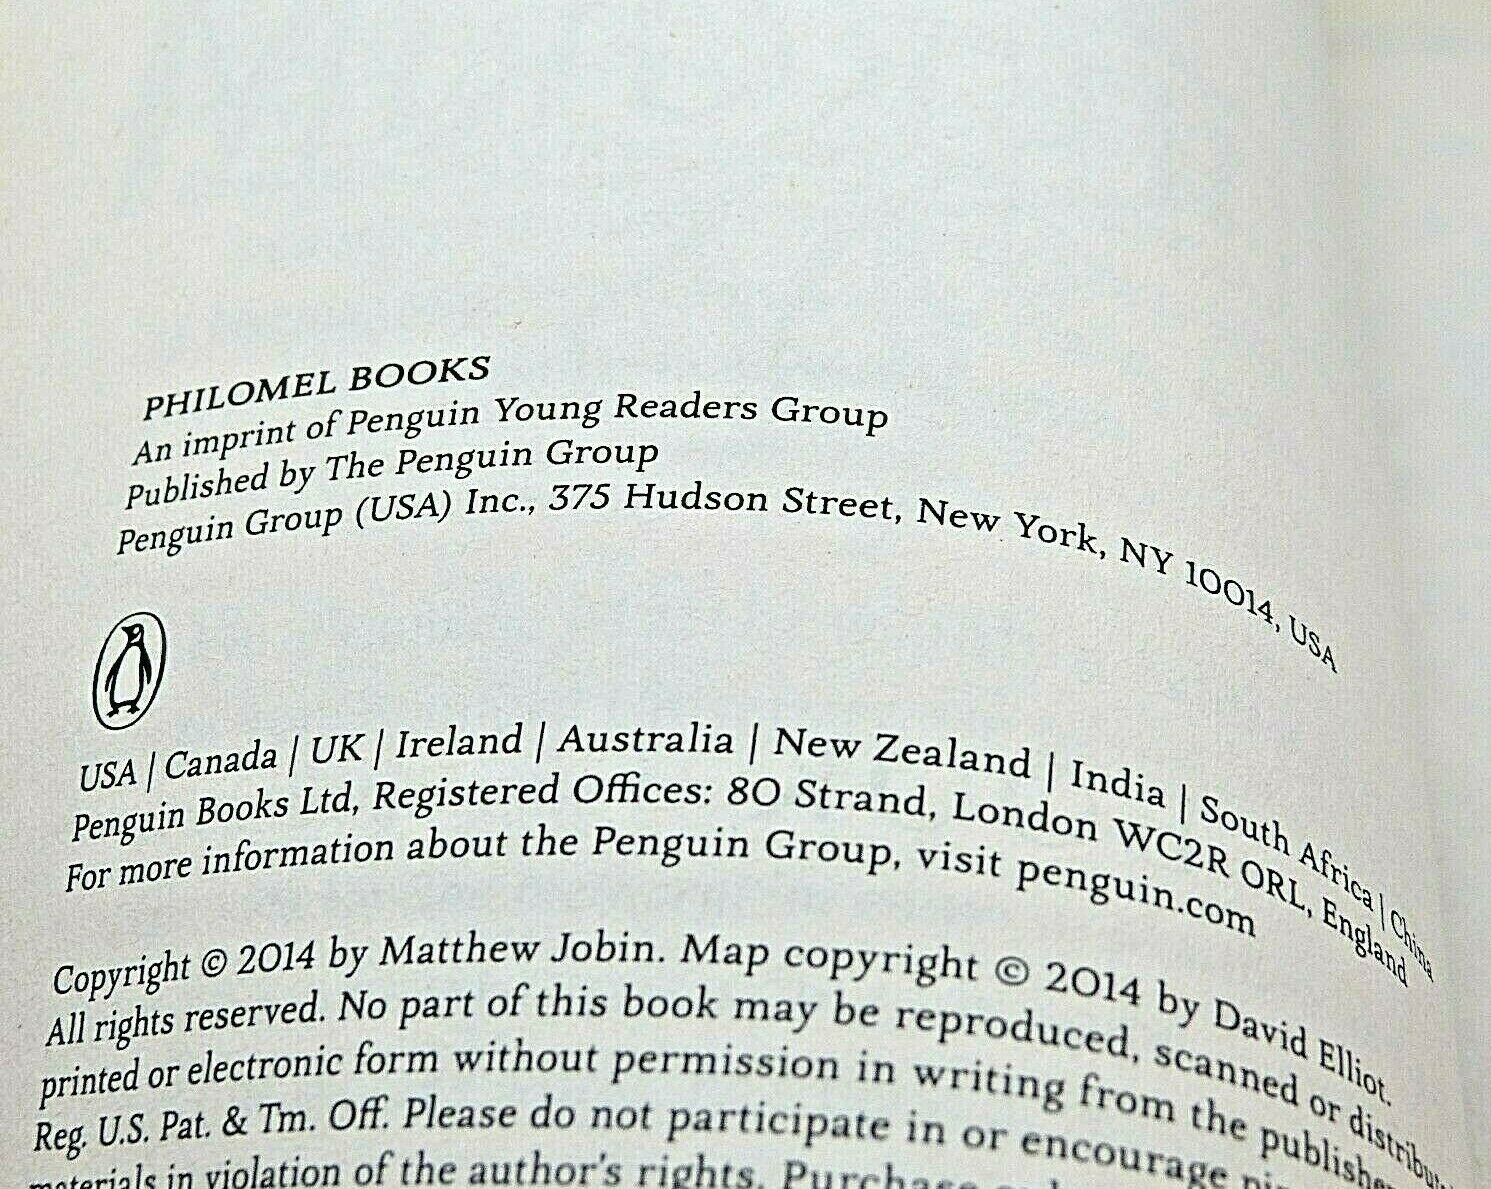 PHILOMEL BOOKS
An imprint of Penguin Young Readers Group
Published by The Penguin Group
Penguin Group (USA) Inc., 375 Hudson Street, New York, NY 10014, USA
USA | Canada | UK | Ireland | Australia | New Zealand | India | South Africa | China
Penguin Books Ltd, Registered Offices: 80 Strand, London WC2R ORL, England
For more information about the Penguin Group, visit penguin.com
Copyright © 2014 by Matthew Jobin. Map copyright © 2014 by David Elliot.
All rights reserved. No part of this book may be reproduced, scanned or
printed or electronic form without permission in writing from the
Reg. U.S. Pat. & Tm. Off. Please do not participate in or encourage
materials in violation of the author's rights. Purchase